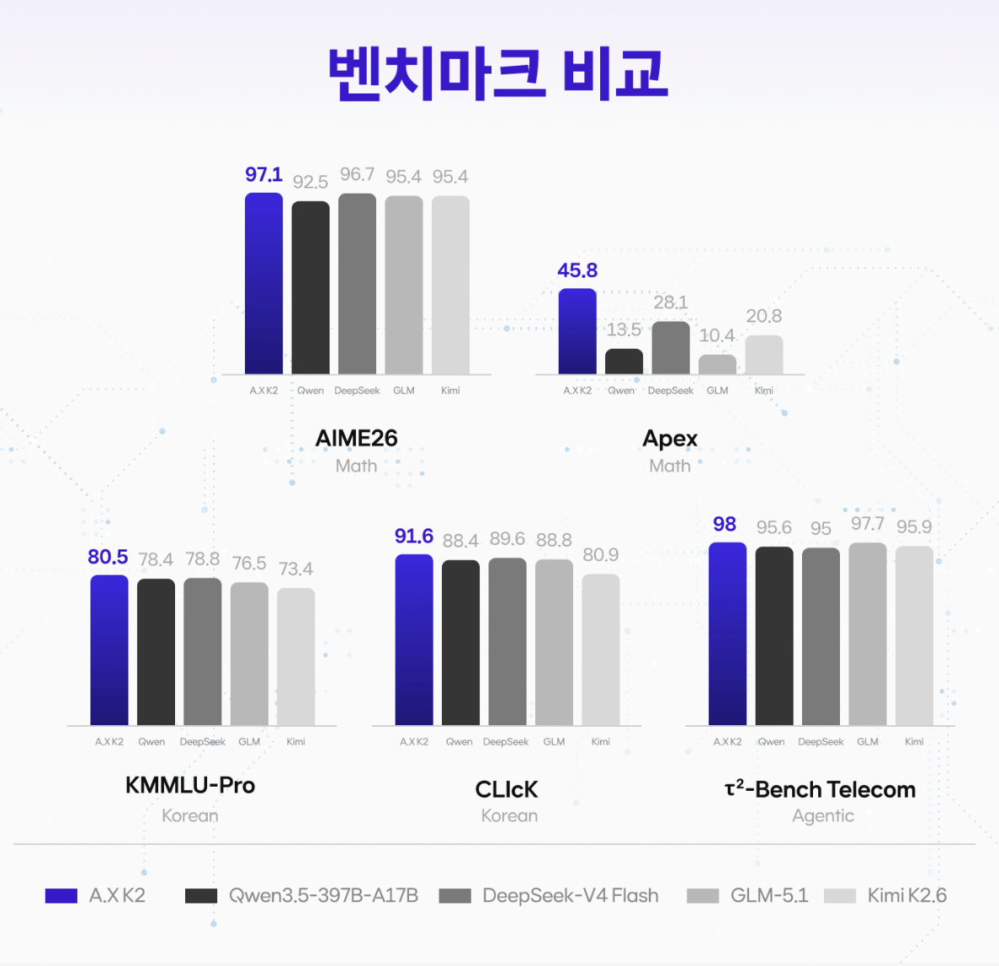 벤치마크 비교
97.1 92.5 96.7 95.4 95.4
A.X K2 Qwen DeepSeek GLM Kimi
AIME26
Math
45.8 13.5 28.1 10.4 20.8
A.X K2 Qwen DeepSeek GLM Kimi
Apex
Math
80.5 78.4 78.8 76.5 73.4
A.X K2 Qwen DeepSeek GLM Kimi
KMMLU-Pro
Korean
91.6 88.4 89.6 88.8 80.9
A.X K2 Qwen DeepSeek GLM Kimi
CLIcK
Korean
98 95.6 95 97.7 95.9
A.X K2 Qwen DeepSeek GLM Kimi
τ²-Bench Telecom
Agentic
A.X K2 Qwen3.5-397B-A17B DeepSeek-V4 Flash GLM-5.1 Kimi K2.6